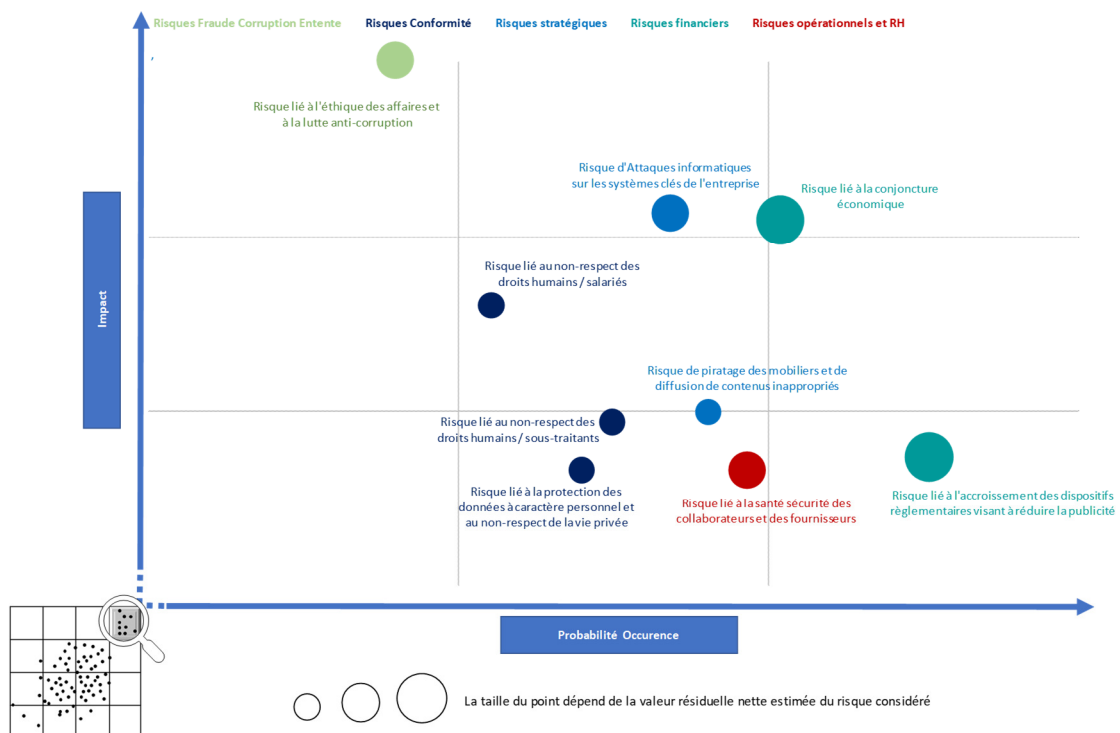 Risques Fraude Corruption Entente
Risques Conformité
Risques stratégiques
Risques financiers
Risques opérationnels et RH
Risque lié à l'éthique des affaires et
à la lutte anti-corruption
Risque d'Attaques informatiques
sur les systèmes clés de l'entreprise
Risque lié à la conjoncture
économique
Risque lié au non-respect des
droits humains / salariés
Impact
Risque de piratage des mobiliers et de
diffusion de contenus inappropriés
Risque lié au non-respect des
droits humains / sous-traitants
Risque lié à la protection des
données à caractère personnel et
au non-respect de la vie privée
Risque lié à la santé sécurité des
collaborateurs et des fournisseurs
Risque lié à l'accroissement des dispositifs
règlementaires visant à réduire la publicité
Probabilité Occurence
La taille du point dépend de la valeur résiduelle nette estimée du risque considéré